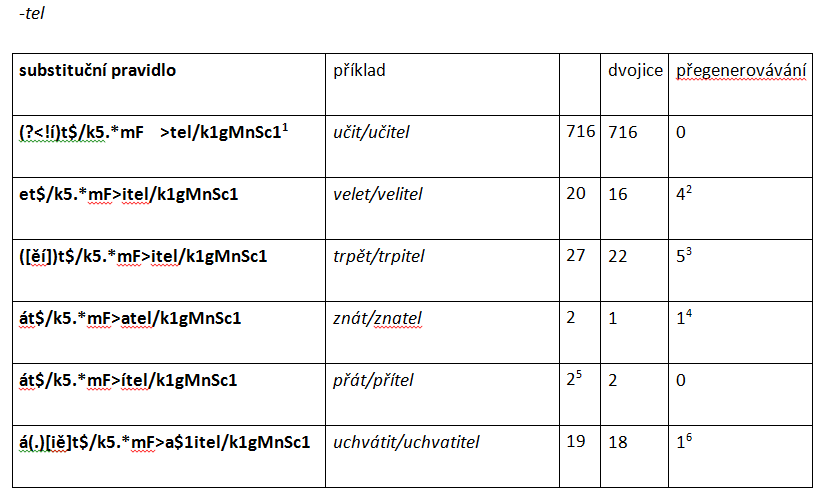 -tel
substituční pravidlo příklad dvojice přegenerovávání
(?<!í)t$/k5.*mF >tel/k1gMnSc1¹ učit/učitel 716 716 0
et$/k5.*mF>itel/k1gMnSc1 velet/velitel 20 16 4²
([ěí])t$/k5.*mF>itel/k1gMnSc1 trpět/trpitel 27 22 5³
át$/k5.*mF>atel/k1gMnSc1 znát/znatel 2 1 1⁴
át$/k5.*mF>ítel/k1gMnSc1 přát/přítel 2⁵ 2 0
á(.)[iě]t$/k5.*mF>a$1itel/k1gMnSc1 uchvátit/uchvatitel 19 18 1⁶